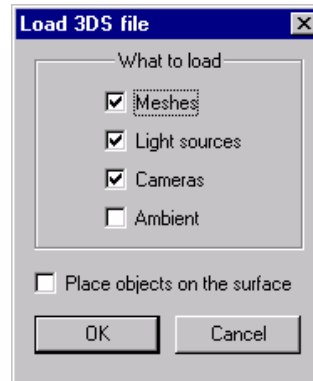 Load 3DS file
What to load
Meshes
Light sources
Cameras
Ambient
Place objects on the surface
OK
Cancel